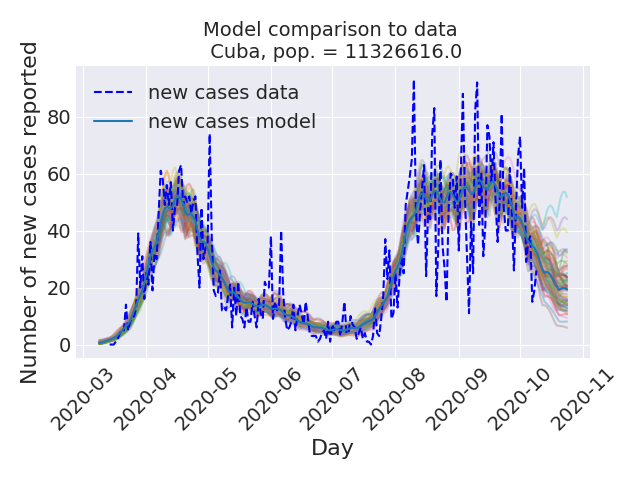 Model comparison to data
Cuba, pop. = 11326616.0
Number of new cases reported
new cases data
new cases model
80
60
40
20
0
2020-03
2020-04
2020-05
2020-06
2020-07
2020-08
2020-09
2020-10
2020-11
Day